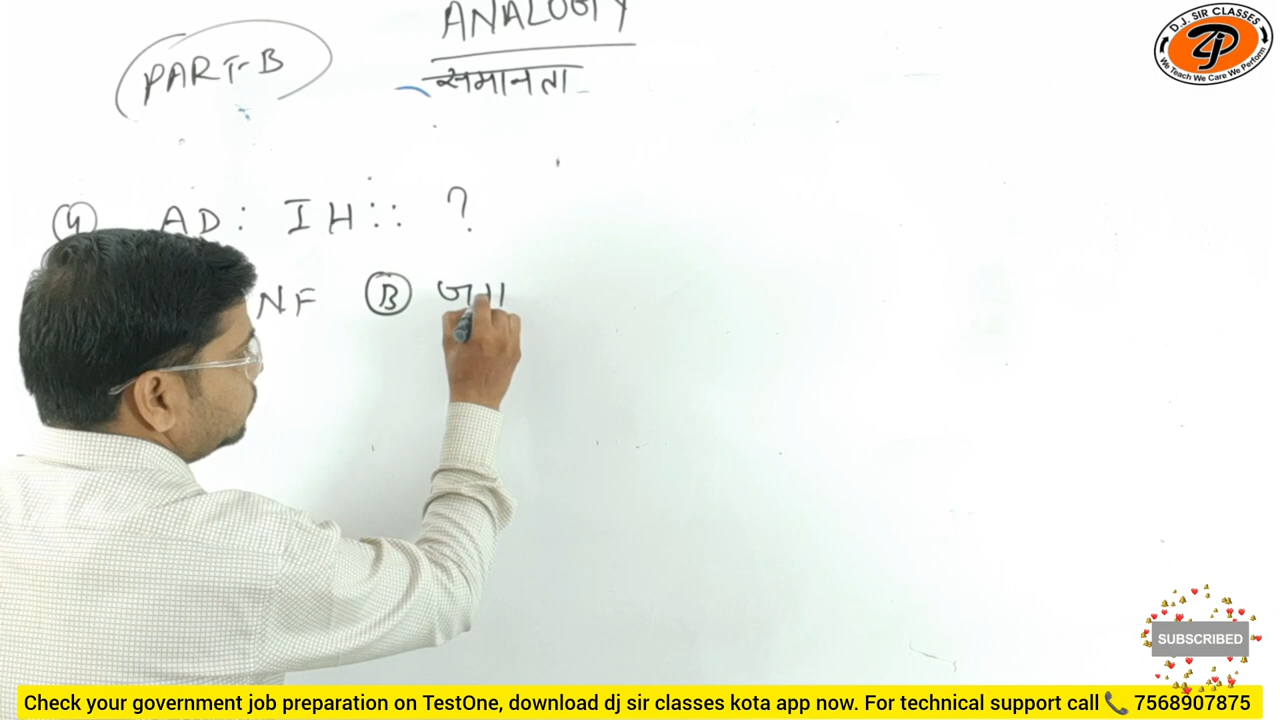 ANALOGY
PART-B
समानता
D.J. SIR CLASSES
We Teach We Care We Perform
4 AD : IH :: ?
NF B
SUBSCRIBED
Check your government job preparation on TestOne, download dj sir classes kota app now. For technical support call 📞 7568907875